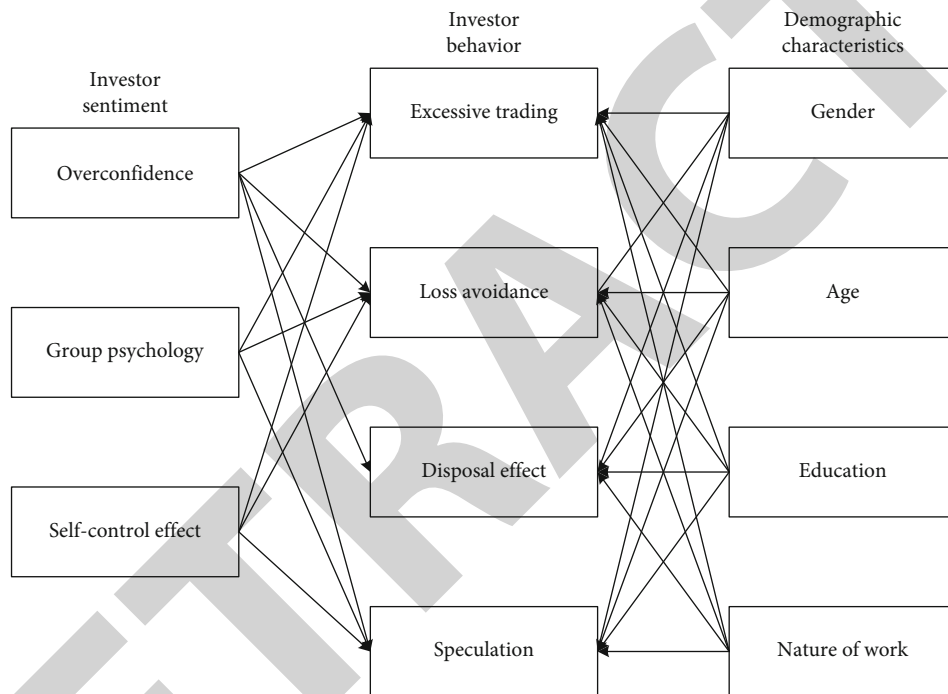 Investor
sentiment
Overconfidence
Group psychology
Self-control effect
Investor
behavior
Excessive trading
Loss avoidance
Disposal effect
Speculation
Demographic
characteristics
Gender
Age
Education
Nature of work
ETRACT